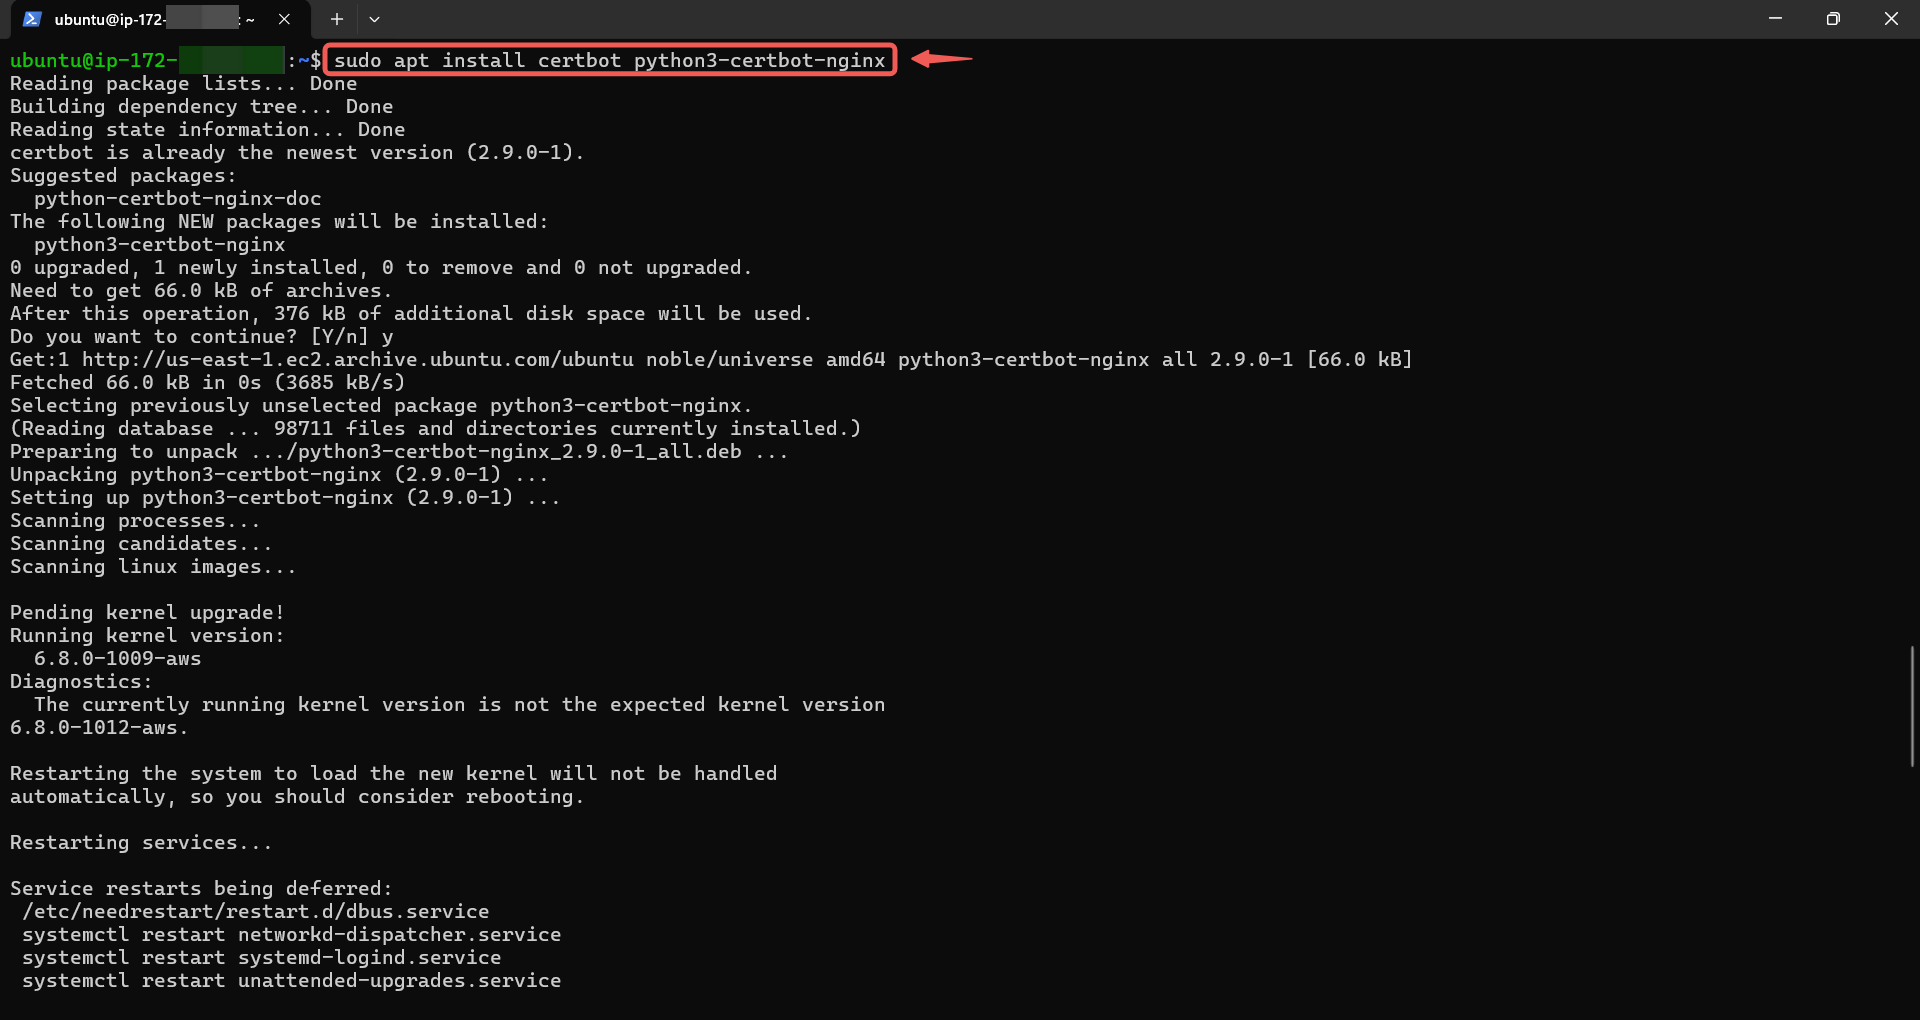 ubuntu@ip-172- : ~
ubuntu@ip-172- :~$ sudo apt install certbot python3-certbot-nginx
Reading package lists... Done
Building dependency tree... Done
Reading state information... Done
certbot is already the newest version (2.9.0-1).
Suggested packages:
  python-certbot-nginx-doc
The following NEW packages will be installed:
  python3-certbot-nginx
0 upgraded, 1 newly installed, 0 to remove and 0 not upgraded.
Need to get 66.0 kB of archives.
After this operation, 376 kB of additional disk space will be used.
Do you want to continue? [Y/n] y
Get:1 http://us-east-1.ec2.archive.ubuntu.com/ubuntu noble/universe amd64 python3-certbot-nginx all 2.9.0-1 [66.0 kB]
Fetched 66.0 kB in 0s (3685 kB/s)
Selecting previously unselected package python3-certbot-nginx.
(Reading database ... 98711 files and directories currently installed.)
Preparing to unpack .../python3-certbot-nginx_2.9.0-1_all.deb ...
Unpacking python3-certbot-nginx (2.9.0-1) ...
Setting up python3-certbot-nginx (2.9.0-1) ...
Scanning processes...
Scanning candidates...
Scanning linux images...

Pending kernel upgrade!
Running kernel version:
  6.8.0-1009-aws
Diagnostics:
  The currently running kernel version is not the expected kernel version
6.8.0-1012-aws.

Restarting the system to load the new kernel will not be handled
automatically, so you should consider rebooting.

Restarting services...

Service restarts being deferred:
 /etc/needrestart/restart.d/dbus.service
 systemctl restart networkd-dispatcher.service
 systemctl restart systemd-logind.service
 systemctl restart unattended-upgrades.service